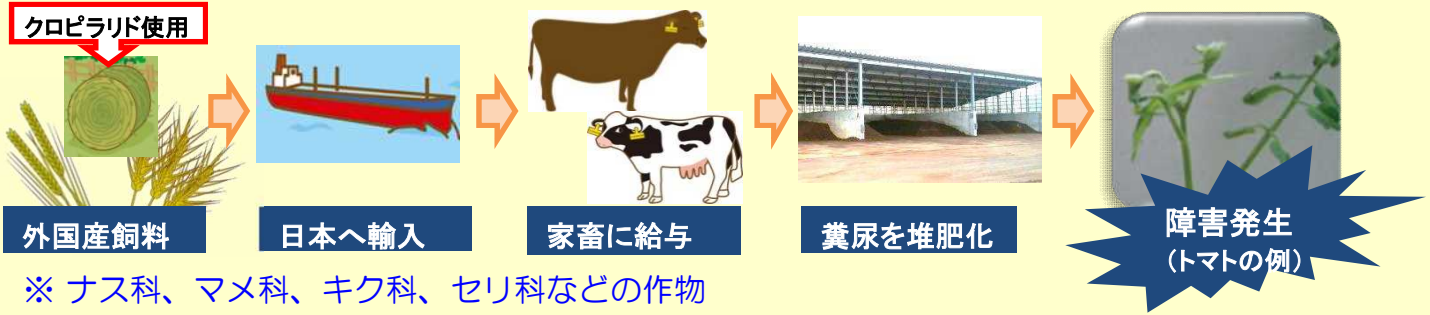 クロピラリド使用
外国産飼料
日本へ輸入
家畜に給与
糞尿を堆肥化
障害発生
（トマトの例）
※ ナス科、マメ科、キク科、セリ科などの作物